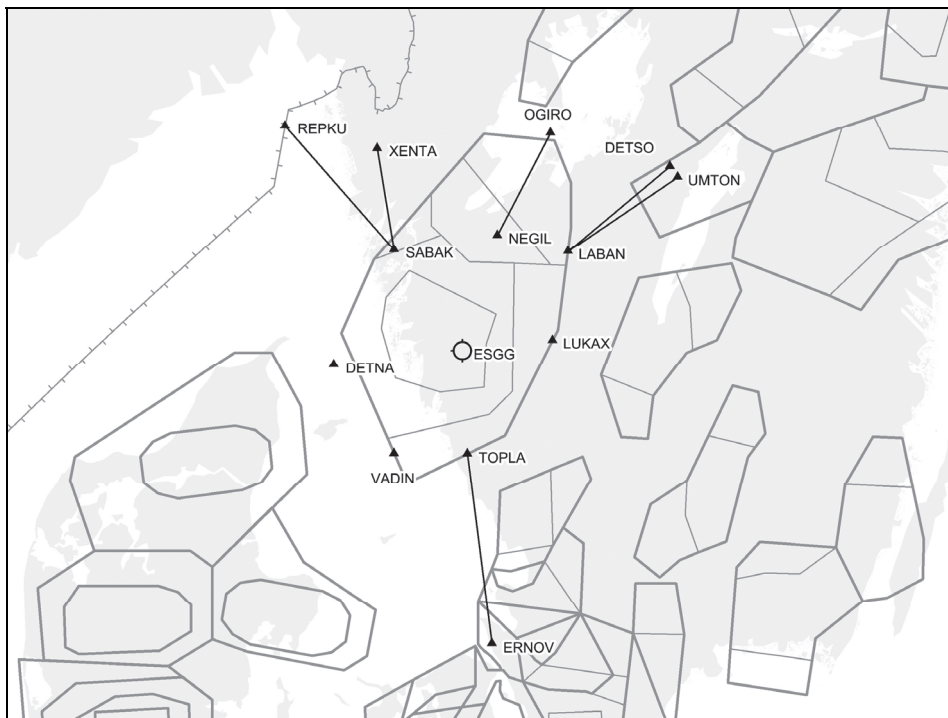 OGIRO
REPKU
XENTA
DETSO
UMTON
NEGIL
SABAK
LABAN
LUKAX
ESGG
DETNA
TOPLA
VADIN
ERNOV